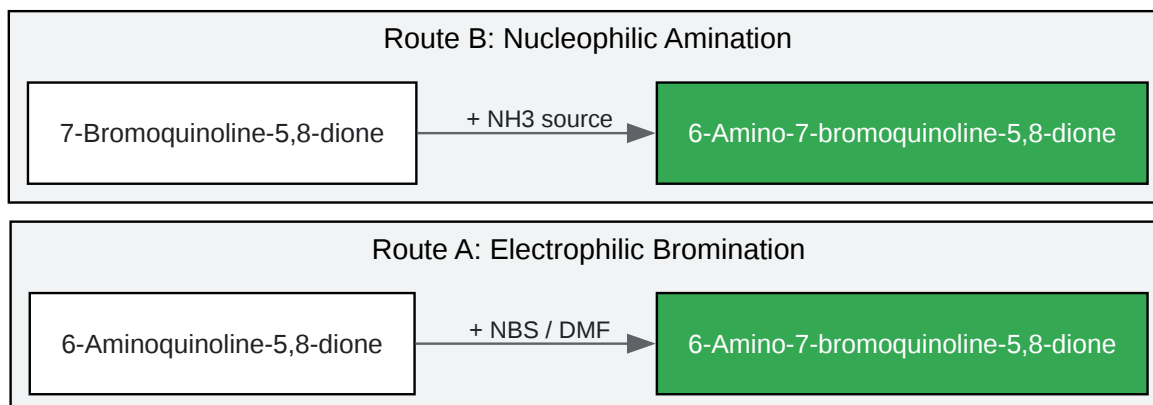 Route B: Nucleophilic Amination
7-Bromoquinoline-5,8-dione
+ NH3 source
6-Amino-7-bromoquinoline-5,8-dione
Route A: Electrophilic Bromination
6-Aminoquinoline-5,8-dione
+ NBS / DMF
6-Amino-7-bromoquinoline-5,8-dione